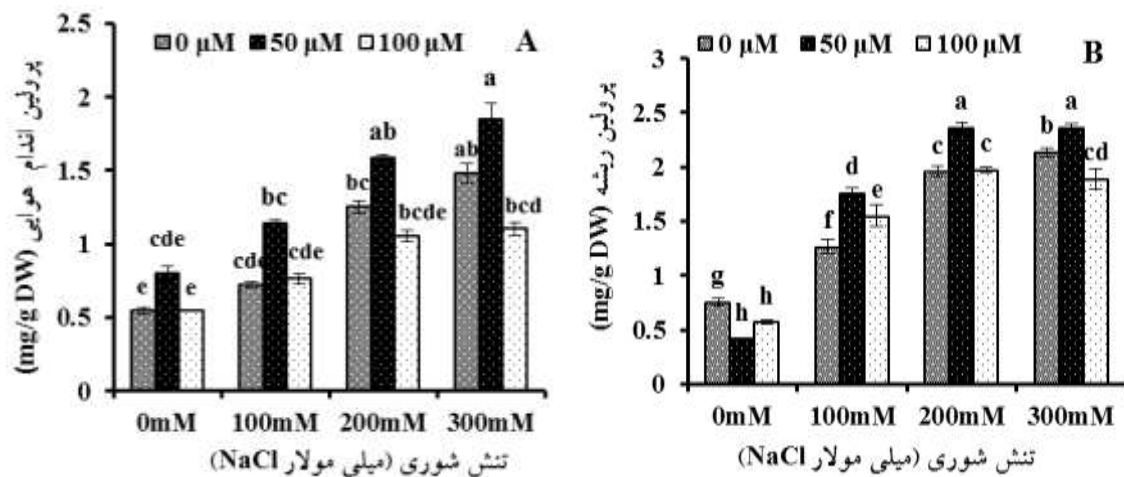 2.5
0 µM 50 µM 100 µM A
2
1.5
1
0.5
0
پرولین اندام هوایی (mg/g DW)
e cde e
cde bc cde
bc ab bcde
ab a bcd
0mM 100mM 200mM 300mM
تنش شوری (میلی مولار NaCl)
0 µM 50 µM 100 µM B
3
2.5
2
1.5
1
0.5
0
پرولین ریشه (mg/g DW)
g h h
f d e
c a c
b a cd
0mM 100mM 200mM 300mM
تنش شوری (میلی مولار NaCl)